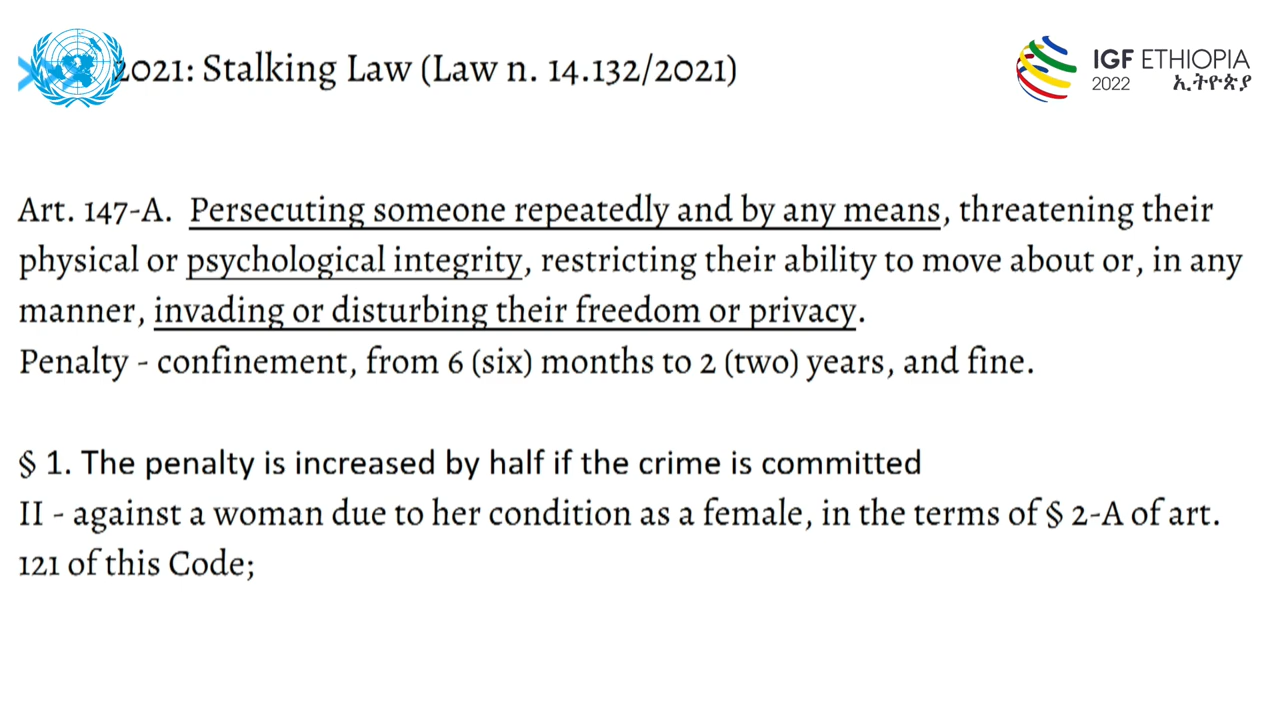 2021: Stalking Law (Law n. 14.132/2021)
IGF ETHIOPIA
2022 ኢትዮጵያ
Art. 147-A. Persecuting someone repeatedly and by any means, threatening their
physical or psychological integrity, restricting their ability to move about or, in any
manner, invading or disturbing their freedom or privacy.
Penalty - confinement, from 6 (six) months to 2 (two) years, and fine.
§ 1. The penalty is increased by half if the crime is committed
II - against a woman due to her condition as a female, in the terms of § 2-A of art.
121 of this Code;